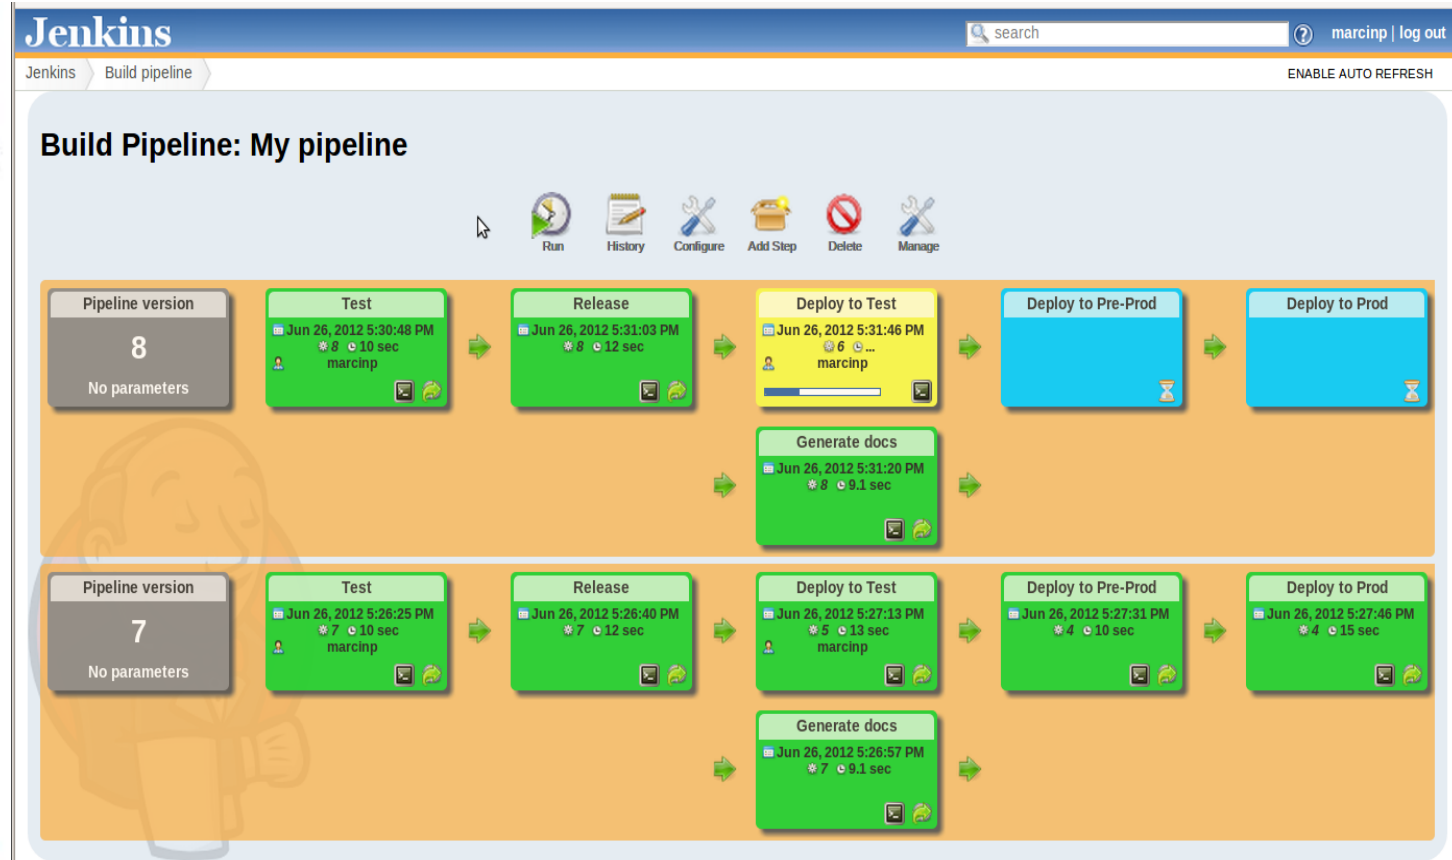 Jenkins
search
marcinp | log out
Jenkins
Build pipeline
ENABLE AUTO REFRESH
Build Pipeline: My pipeline
Run
History
Configure
Add Step
Delete
Manage
Pipeline version
8
No parameters
Test
Jun 26, 2012 5:30:48 PM
8 10 sec
marcinp
Release
Jun 26, 2012 5:31:03 PM
8 12 sec
Deploy to Test
Jun 26, 2012 5:31:46 PM
6 ...
marcinp
Deploy to Pre-Prod
Deploy to Prod
Generate docs
Jun 26, 2012 5:31:20 PM
8 9.1 sec
Pipeline version
7
No parameters
Test
Jun 26, 2012 5:26:25 PM
7 10 sec
marcinp
Release
Jun 26, 2012 5:26:40 PM
7 12 sec
Deploy to Test
Jun 26, 2012 5:27:13 PM
5 13 sec
marcinp
Deploy to Pre-Prod
Jun 26, 2012 5:27:31 PM
4 10 sec
Deploy to Prod
Jun 26, 2012 5:27:46 PM
4 15 sec
Generate docs
Jun 26, 2012 5:26:57 PM
7 9.1 sec